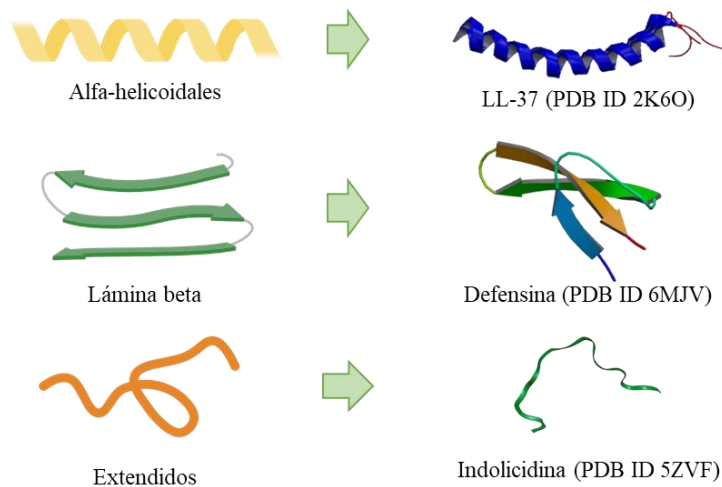 Alfa-helicoidales
LL-37 (PDB ID 2K6O)
Lámina beta
Defensina (PDB ID 6MJV)
Extendidos
Indolicidina (PDB ID 5ZVF)